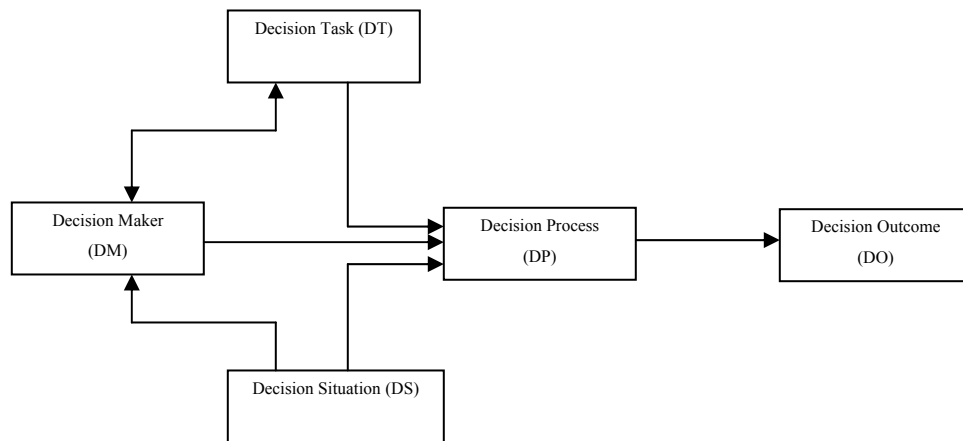 Decision Task (DT)
Decision Maker
(DM)
Decision Process
(DP)
Decision Outcome
(DO)
Decision Situation (DS)